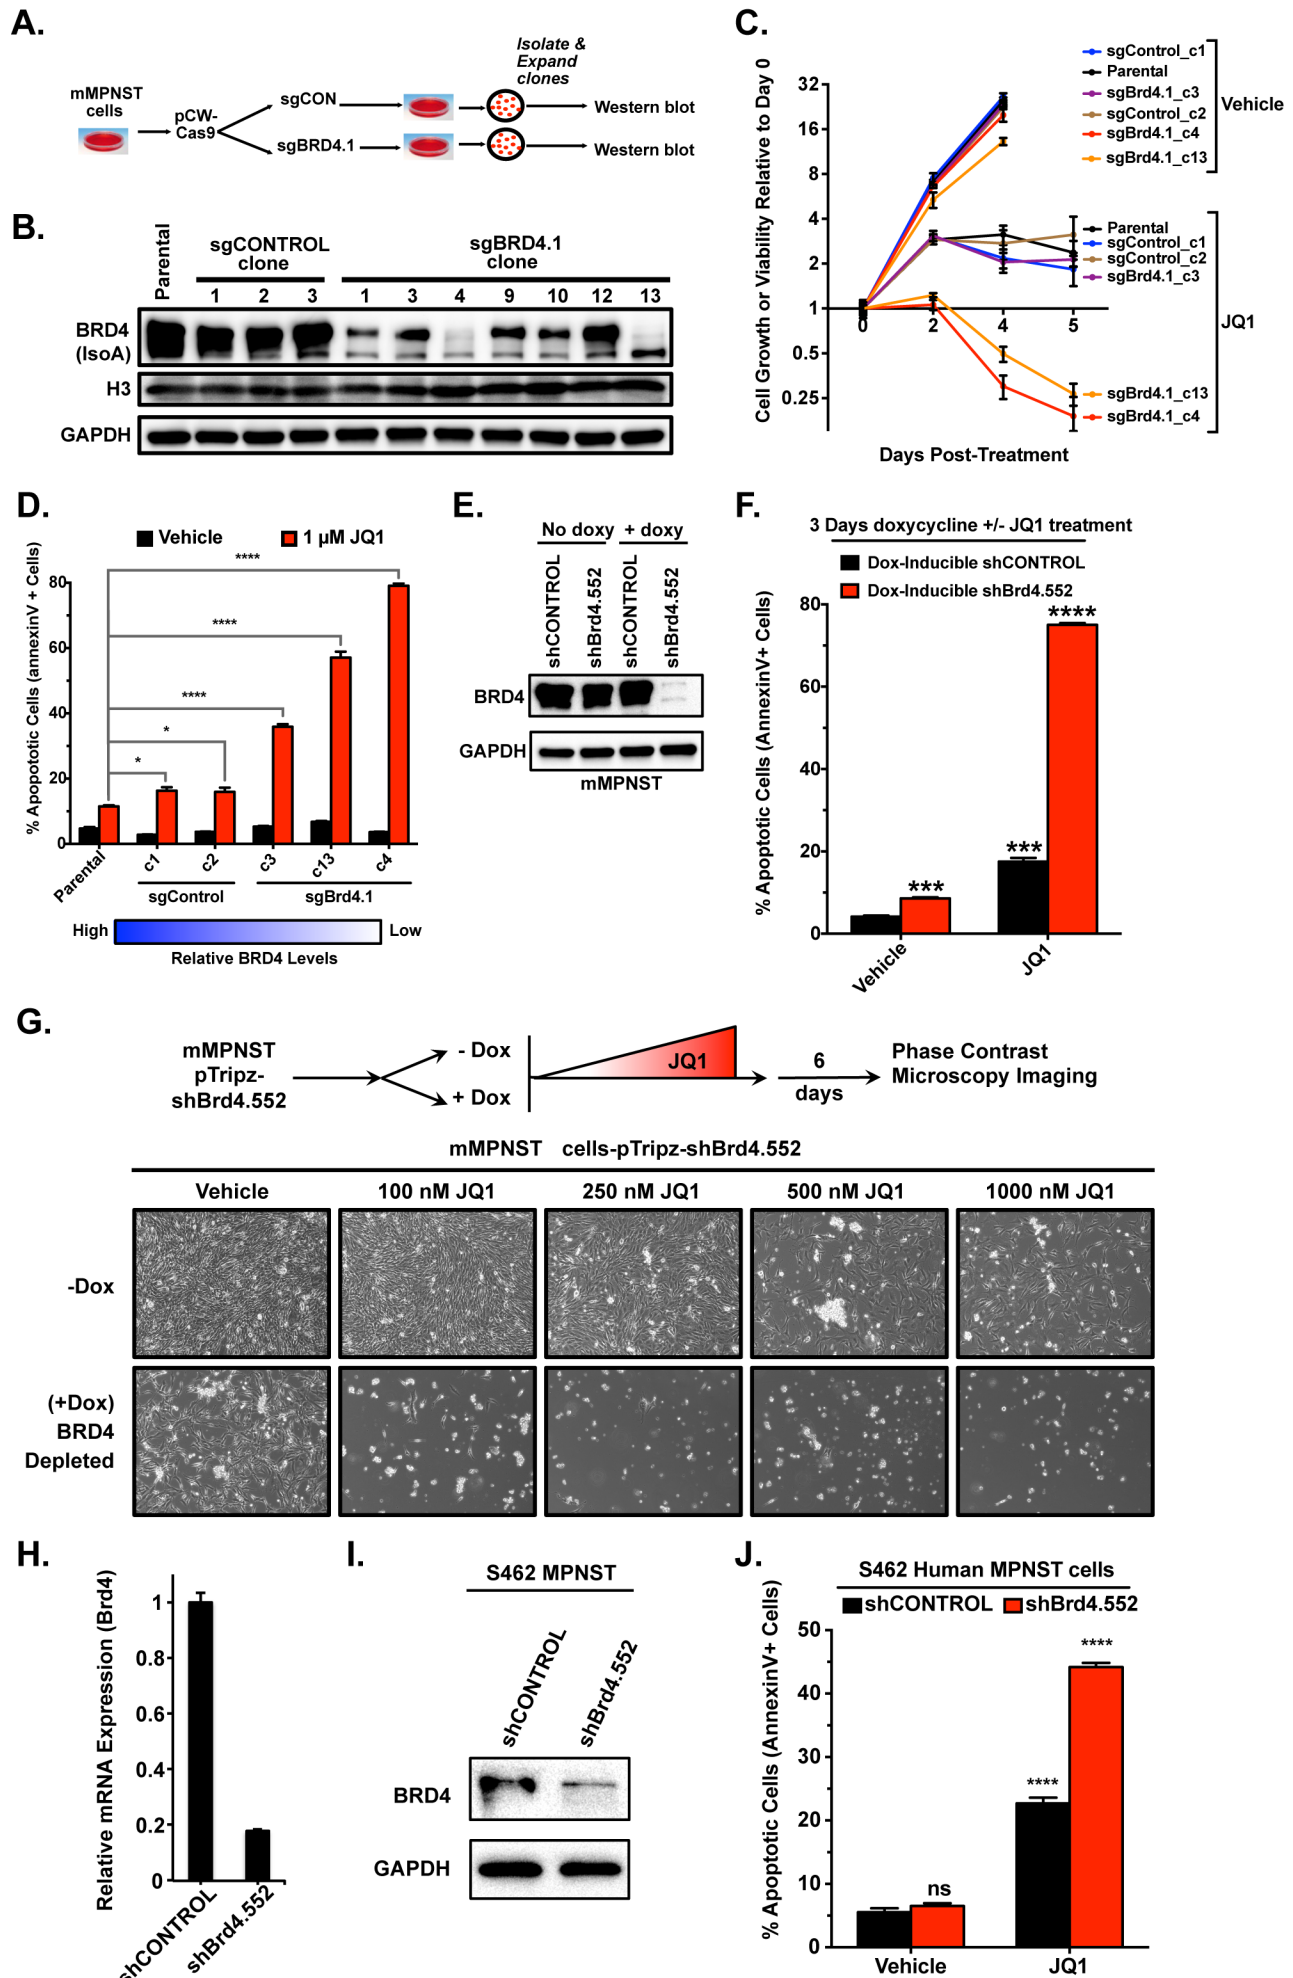 A.
mMPNST
cells
pCW-
Cas9
sgCON
sgBRD4.1
Isolate &
Expand
clones
Western blot
Western blot
B.
Parental
sgCONTROL
clone
sgBRD4.1
clone
1 2 3 1 3 4 9 10 12 13
BRD4
(IsoA)
H3
GAPDH
C.
Cell Growth or Viability Relative to Day 0
32
16
8
4
2
1
0.5
0.25
0 2 4 5
Days Post-Treatment
sgControl_c1
Parental
sgBrd4.1_c3
sgControl_c2
sgBrd4.1_c4
sgBrd4.1_c13
Vehicle
Parental
sgControl_c1
sgControl_c2
sgBrd4.1_c3
JQ1
sgBrd4.1_c13
sgBrd4.1_c4
D.
Vehicle 1 µM JQ1
% Apopototic Cells (annexinV + Cells)
80
60
40
20
0
****
****
****
*
*
Parental c1 c2 c3 c13 c4
sgControl sgBrd4.1
High Low
Relative BRD4 Levels
E.
No doxy + doxy
shCONTROL shBrd4.552 shCONTROL shBrd4.552
BRD4
GAPDH
mMPNST
F.
3 Days doxycycline +/- JQ1 treatment
Dox-Inducible shCONTROL
Dox-Inducible shBrd4.552
% Apoptotic Cells (AnnexinV+ Cells)
80
60
40
20
0
***
***
****
Vehicle JQ1
G.
mMPNST
pTripz-
shBrd4.552
- Dox
+ Dox
JQ1
6
days
Phase Contrast
Microscopy Imaging
mMPNST cells-pTripz-shBrd4.552
Vehicle 100 nM JQ1 250 nM JQ1 500 nM JQ1 1000 nM JQ1
-Dox
(+Dox)
BRD4
Depleted
H.
Relative mRNA Expression (Brd4)
1
0.8
0.6
0.4
0.2
0
shCONTROL shBrd4.552
I.
S462 MPNST
shCONTROL shBrd4.552
BRD4
GAPDH
J.
S462 Human MPNST cells
shCONTROL shBrd4.552
% Apoptotic Cells (AnnexinV+ Cells)
50
40
30
20
10
0
ns
****
****
Vehicle JQ1